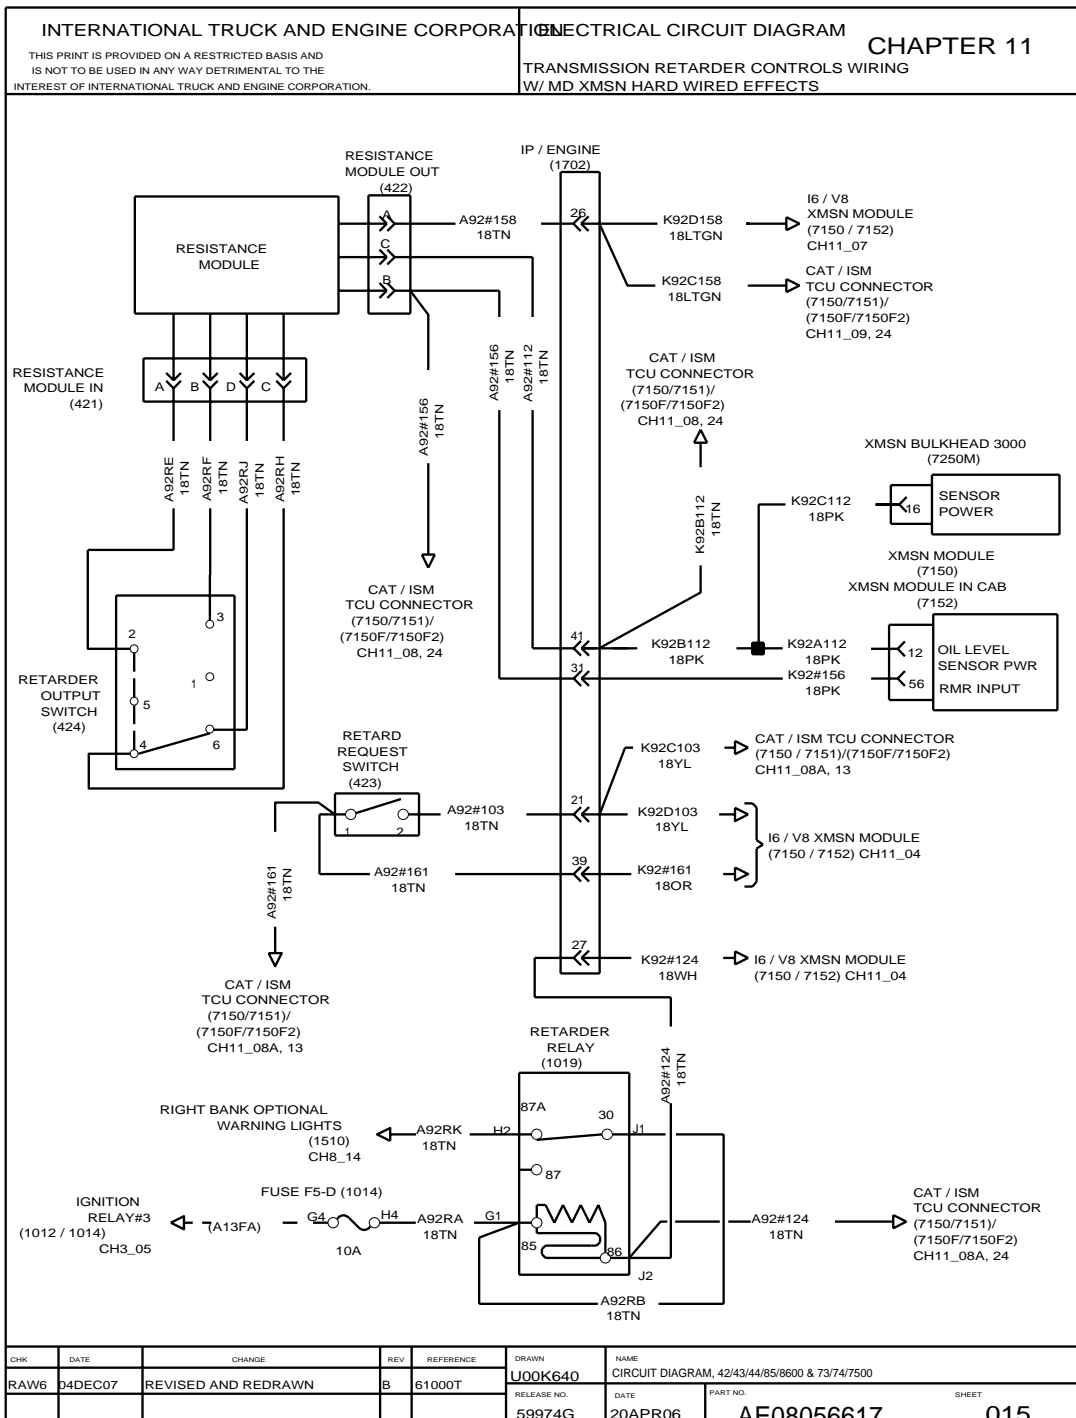 INTERNATIONAL TRUCK AND ENGINE CORPORATION
ELECTRICAL CIRCUIT DIAGRAM
CHAPTER 11
THIS PRINT IS PROVIDED ON A RESTRICTED BASIS AND
IS NOT TO BE USED IN ANY WAY DETRIMENTAL TO THE
INTEREST OF INTERNATIONAL TRUCK AND ENGINE CORPORATION.
TRANSMISSION RETARDER CONTROLS WIRING
W/ MD XMSN HARD WIRED EFFECTS
RESISTANCE
MODULE OUT
(422)
IP / ENGINE
(1702)
RESISTANCE
MODULE
A
C
B
A92#158
18TN
26
K92D158
18LTGN
I6 / V8
XMSN MODULE
(7150 / 7152)
CH11_07
K92C158
18LTGN
CAT / ISM
TCU CONNECTOR
(7150/7151)/
(7150F/7150F2)
CH11_09, 24
RESISTANCE
MODULE IN
(421)
A
B
D
C
A92#156
18TN
A92#156
18TN
A92#112
18TN
CAT / ISM
TCU CONNECTOR
(7150/7151)/
(7150F/7150F2)
CH11_08, 24
A92RE
18TN
A92RF
18TN
A92RJ
18TN
A92RH
18TN
K92B112
18TN
XMSN BULKHEAD 3000
(7250M)
K92C112
18PK
16
SENSOR
POWER
XMSN MODULE
(7150)
XMSN MODULE IN CAB
(7152)
CAT / ISM
TCU CONNECTOR
(7150/7151)/
(7150F/7150F2)
CH11_08, 24
41
K92B112
18PK
K92A112
18PK
12
OIL LEVEL
SENSOR PWR
31
K92#156
18PK
56
RMR INPUT
RETARDER
OUTPUT
SWITCH
(424)
2
3
1
5
4
6
RETARD
REQUEST
SWITCH
(423)
1
2
K92C103
18YL
CAT / ISM TCU CONNECTOR
(7150 / 7151)/(7150F/7150F2)
CH11_08A, 13
A92#103
18TN
21
K92D103
18YL
I6 / V8 XMSN MODULE
(7150 / 7152) CH11_04
A92#161
18TN
A92#161
18TN
39
K92#161
18OR
27
K92#124
18WH
I6 / V8 XMSN MODULE
(7150 / 7152) CH11_04
CAT / ISM
TCU CONNECTOR
(7150/7151)/
(7150F/7150F2)
CH11_08A, 13
RETARDER
RELAY
(1019)
A92#124
18TN
RIGHT BANK OPTIONAL
WARNING LIGHTS
(1510)
CH8_14
A92RK
18TN
H2
87A
30
J1
87
IGNITION
RELAY#3
(1012 / 1014)
CH3_05
(A13FA)
FUSE F5-D (1014)
G4
H4
10A
A92RA
18TN
G1
85
86
J2
A92#124
18TN
CAT / ISM
TCU CONNECTOR
(7150/7151)/
(7150F/7150F2)
CH11_08A, 24
A92RB
18TN
CHK DATE CHANGE REV REFERENCE
RAW6 04DEC07 REVISED AND REDRAWN B 61000T
DRAWN
U00K640
NAME
CIRCUIT DIAGRAM, 42/43/44/85/8600 & 73/74/7500
RELEASE NO.
59974G
DATE
20APR06
PART NO.
AE08056617
SHEET
015